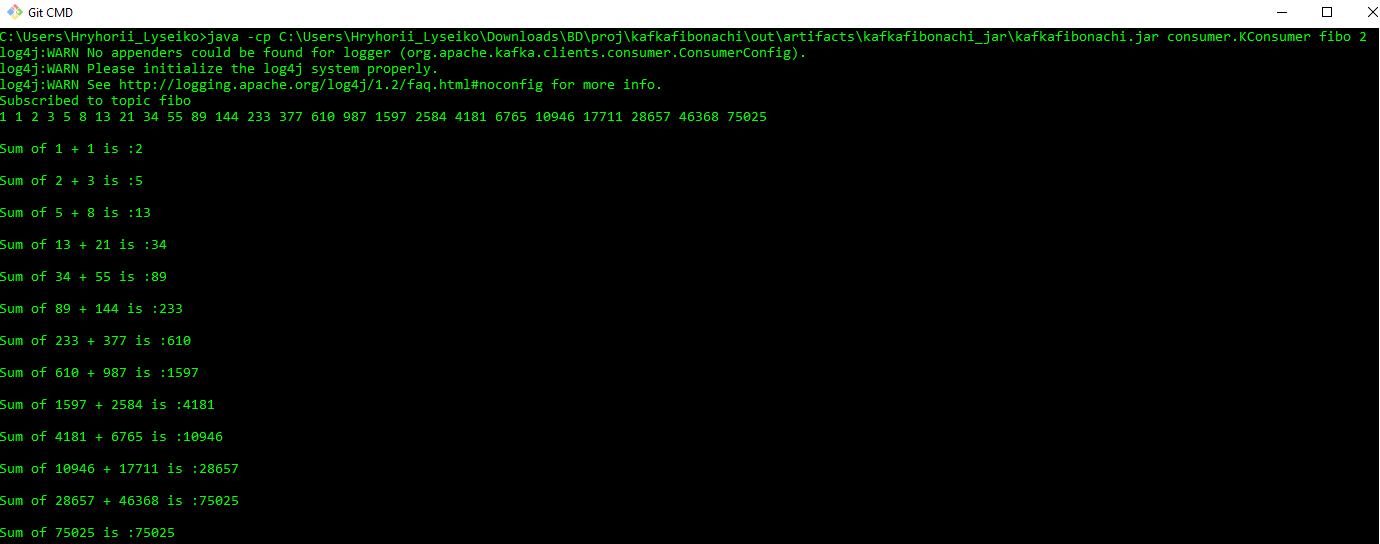 Git CMD
C:\Users\Hryhorii_Lyseiko>java -cp C:\Users\Hryhorii_Lyseiko\Downloads\BD\proj\kafkafibonachi\out\artifacts\kafkafibonachi_jar\kafkafibonachi.jar consumer.KConsumer fibo 2
log4j:WARN No appenders could be found for logger (org.apache.kafka.clients.consumer.ConsumerConfig).
log4j:WARN Please initialize the log4j system properly.
log4j:WARN See http://logging.apache.org/log4j/1.2/faq.html#noconfig for more info.
Subscribed to topic fibo
1 1 2 3 5 8 13 21 34 55 89 144 233 377 610 987 1597 2584 4181 6765 10946 17711 28657 46368 75025
Sum of 1 + 1 is :2
Sum of 2 + 3 is :5
Sum of 5 + 8 is :13
Sum of 13 + 21 is :34
Sum of 34 + 55 is :89
Sum of 89 + 144 is :233
Sum of 233 + 377 is :610
Sum of 610 + 987 is :1597
Sum of 1597 + 2584 is :4181
Sum of 4181 + 6765 is :10946
Sum of 10946 + 17711 is :28657
Sum of 28657 + 46368 is :75025
Sum of 75025 is :75025